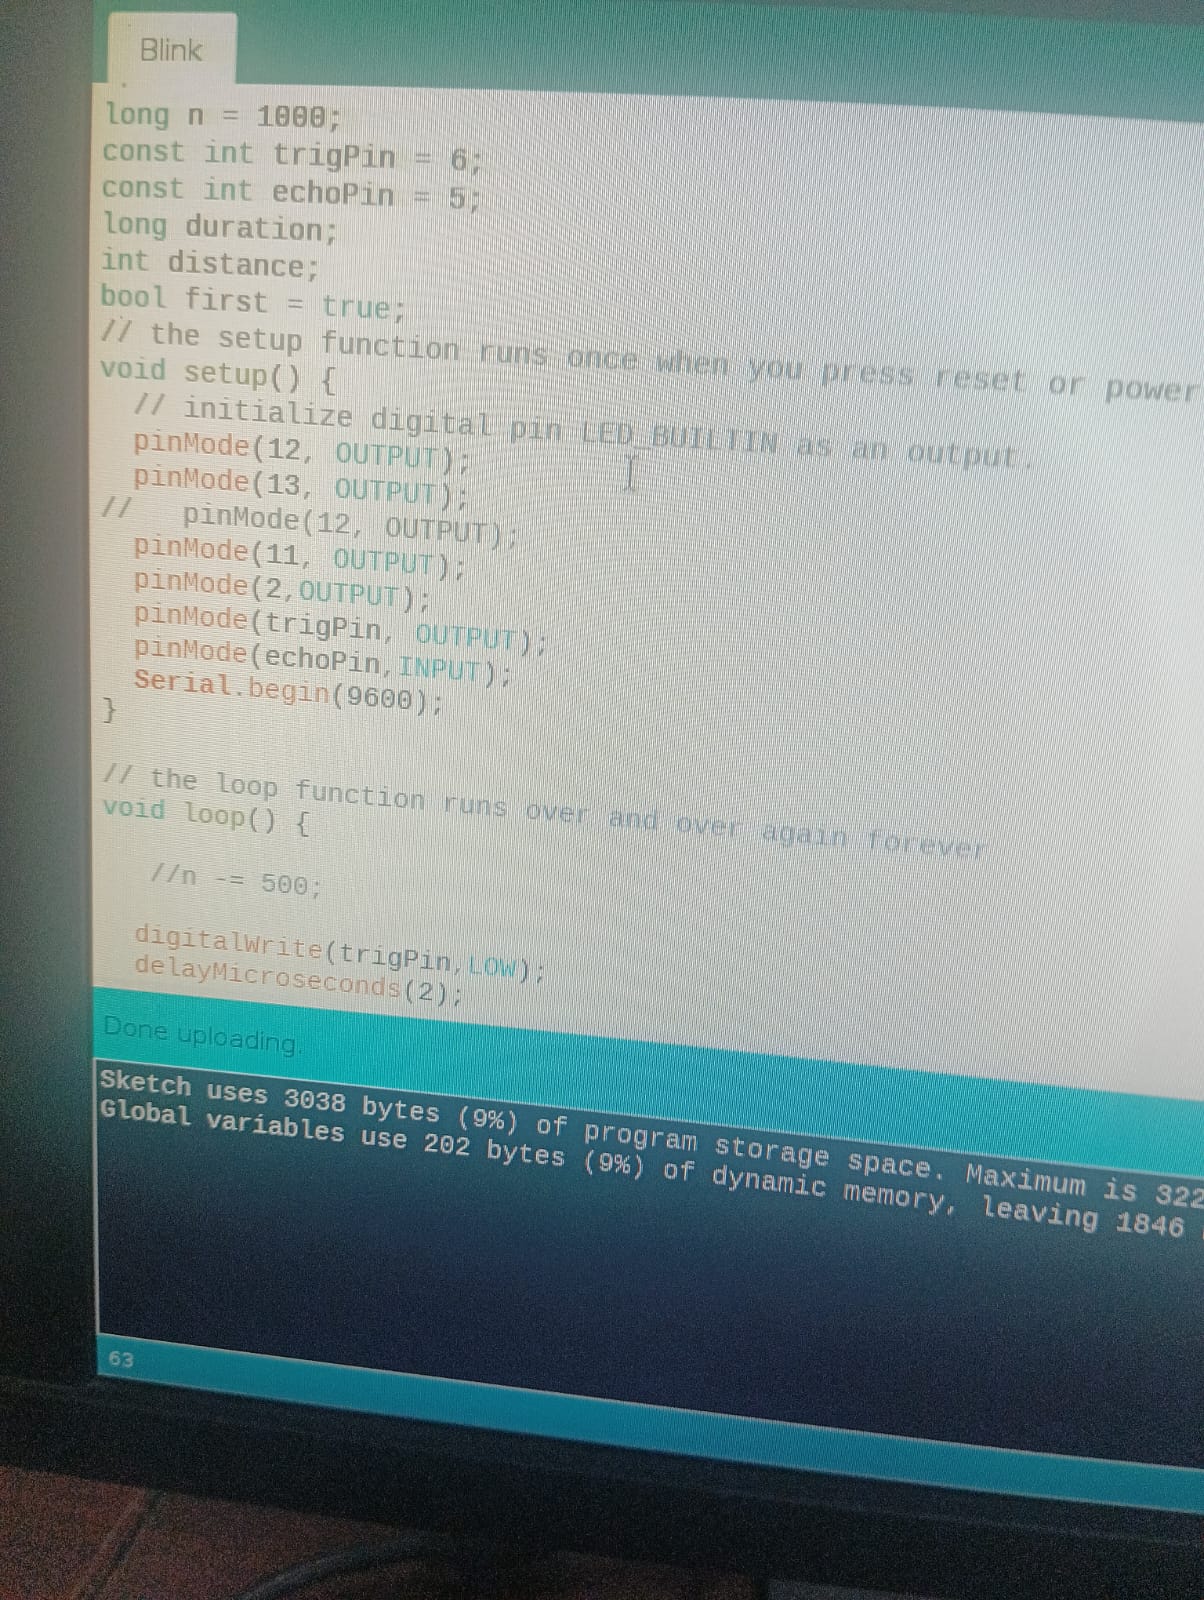 Blink
long n = 1000;
const int trigPin = 6;
const int echoPin = 5;
long duration;
int distance;
bool first = true;
// the setup function runs once when you press reset or power
void setup() {
  // initialize digital pin LED_BUILTIN as an output.
  pinMode(12, OUTPUT);
  pinMode(13, OUTPUT);
//   pinMode(12, OUTPUT);
  pinMode(11, OUTPUT);
  pinMode(2,OUTPUT);
  pinMode(trigPin, OUTPUT);
  pinMode(echoPin,INPUT);
  Serial.begin(9600);
}
// the loop function runs over and over again forever
void loop() {
   //n -= 500;
  digitalWrite(trigPin,LOW);
  delayMicroseconds(2);
Done uploading.
Sketch uses 3038 bytes (9%) of program storage space. Maximum is 322
Global variables use 202 bytes (9%) of dynamic memory, leaving 1846
63